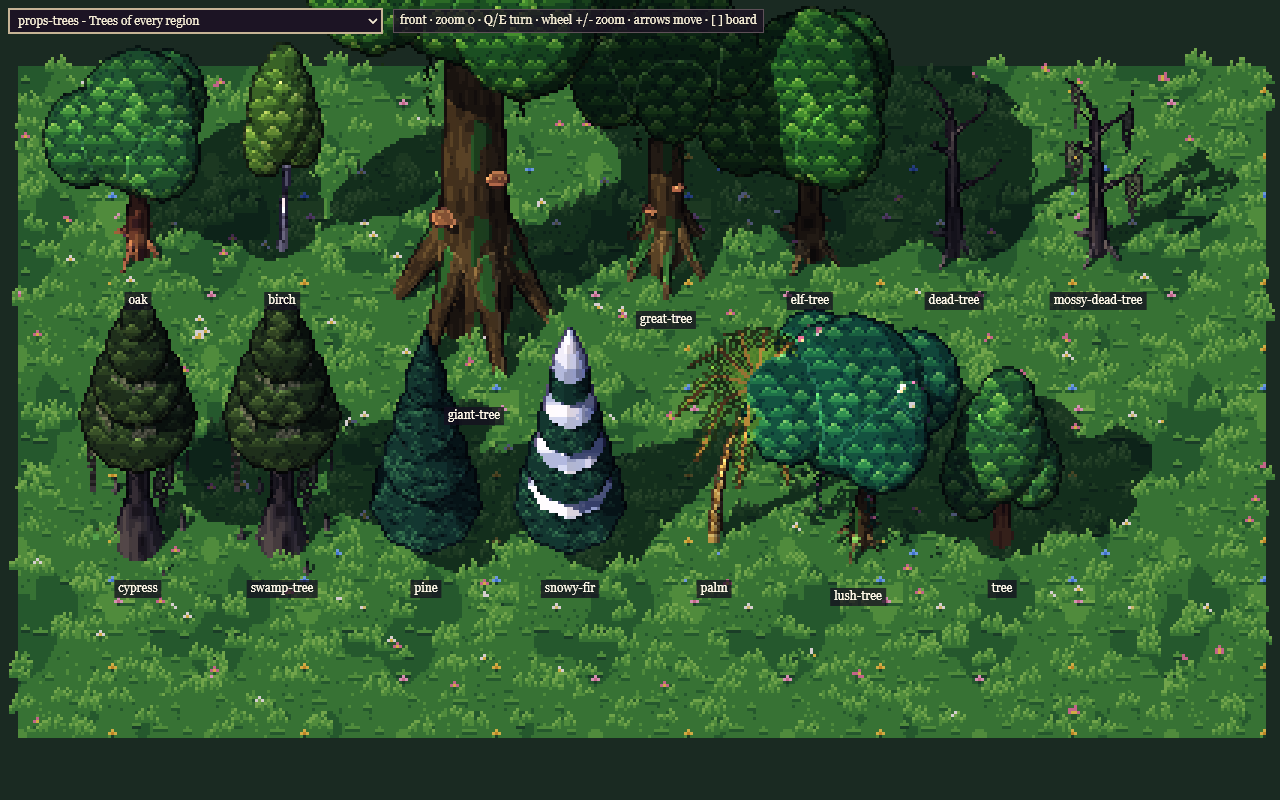 props-trees - Trees of every region
front · zoom 0 · Q/E turn · wheel +/- zoom · arrows move · [ ] board
oak
birch
great-tree
elf-tree
dead-tree
mossy-dead-tree
giant-tree
cypress
swamp-tree
pine
snowy-fir
palm
lush-tree
tree